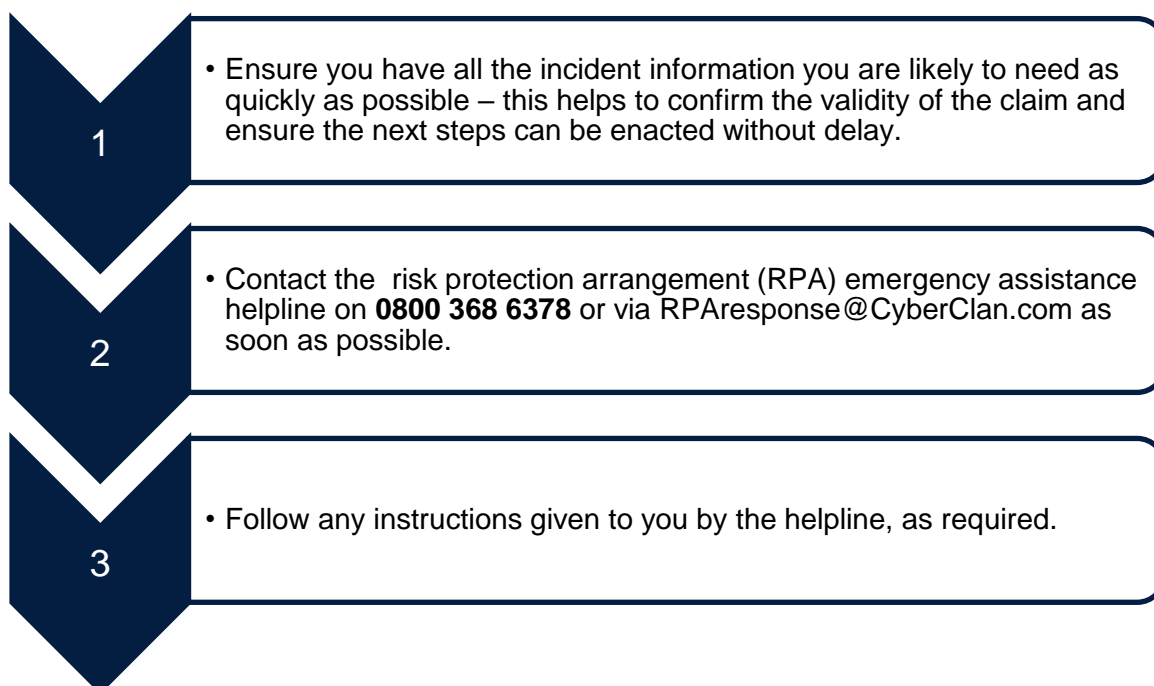 1
• Ensure you have all the incident information you are likely to need as
quickly as possible – this helps to confirm the validity of the claim and
ensure the next steps can be enacted without delay.
2
• Contact the  risk protection arrangement (RPA) emergency assistance
helpline on 0800 368 6378 or via RPAresponse@CyberClan.com as
soon as possible.
3
• Follow any instructions given to you by the helpline, as required.